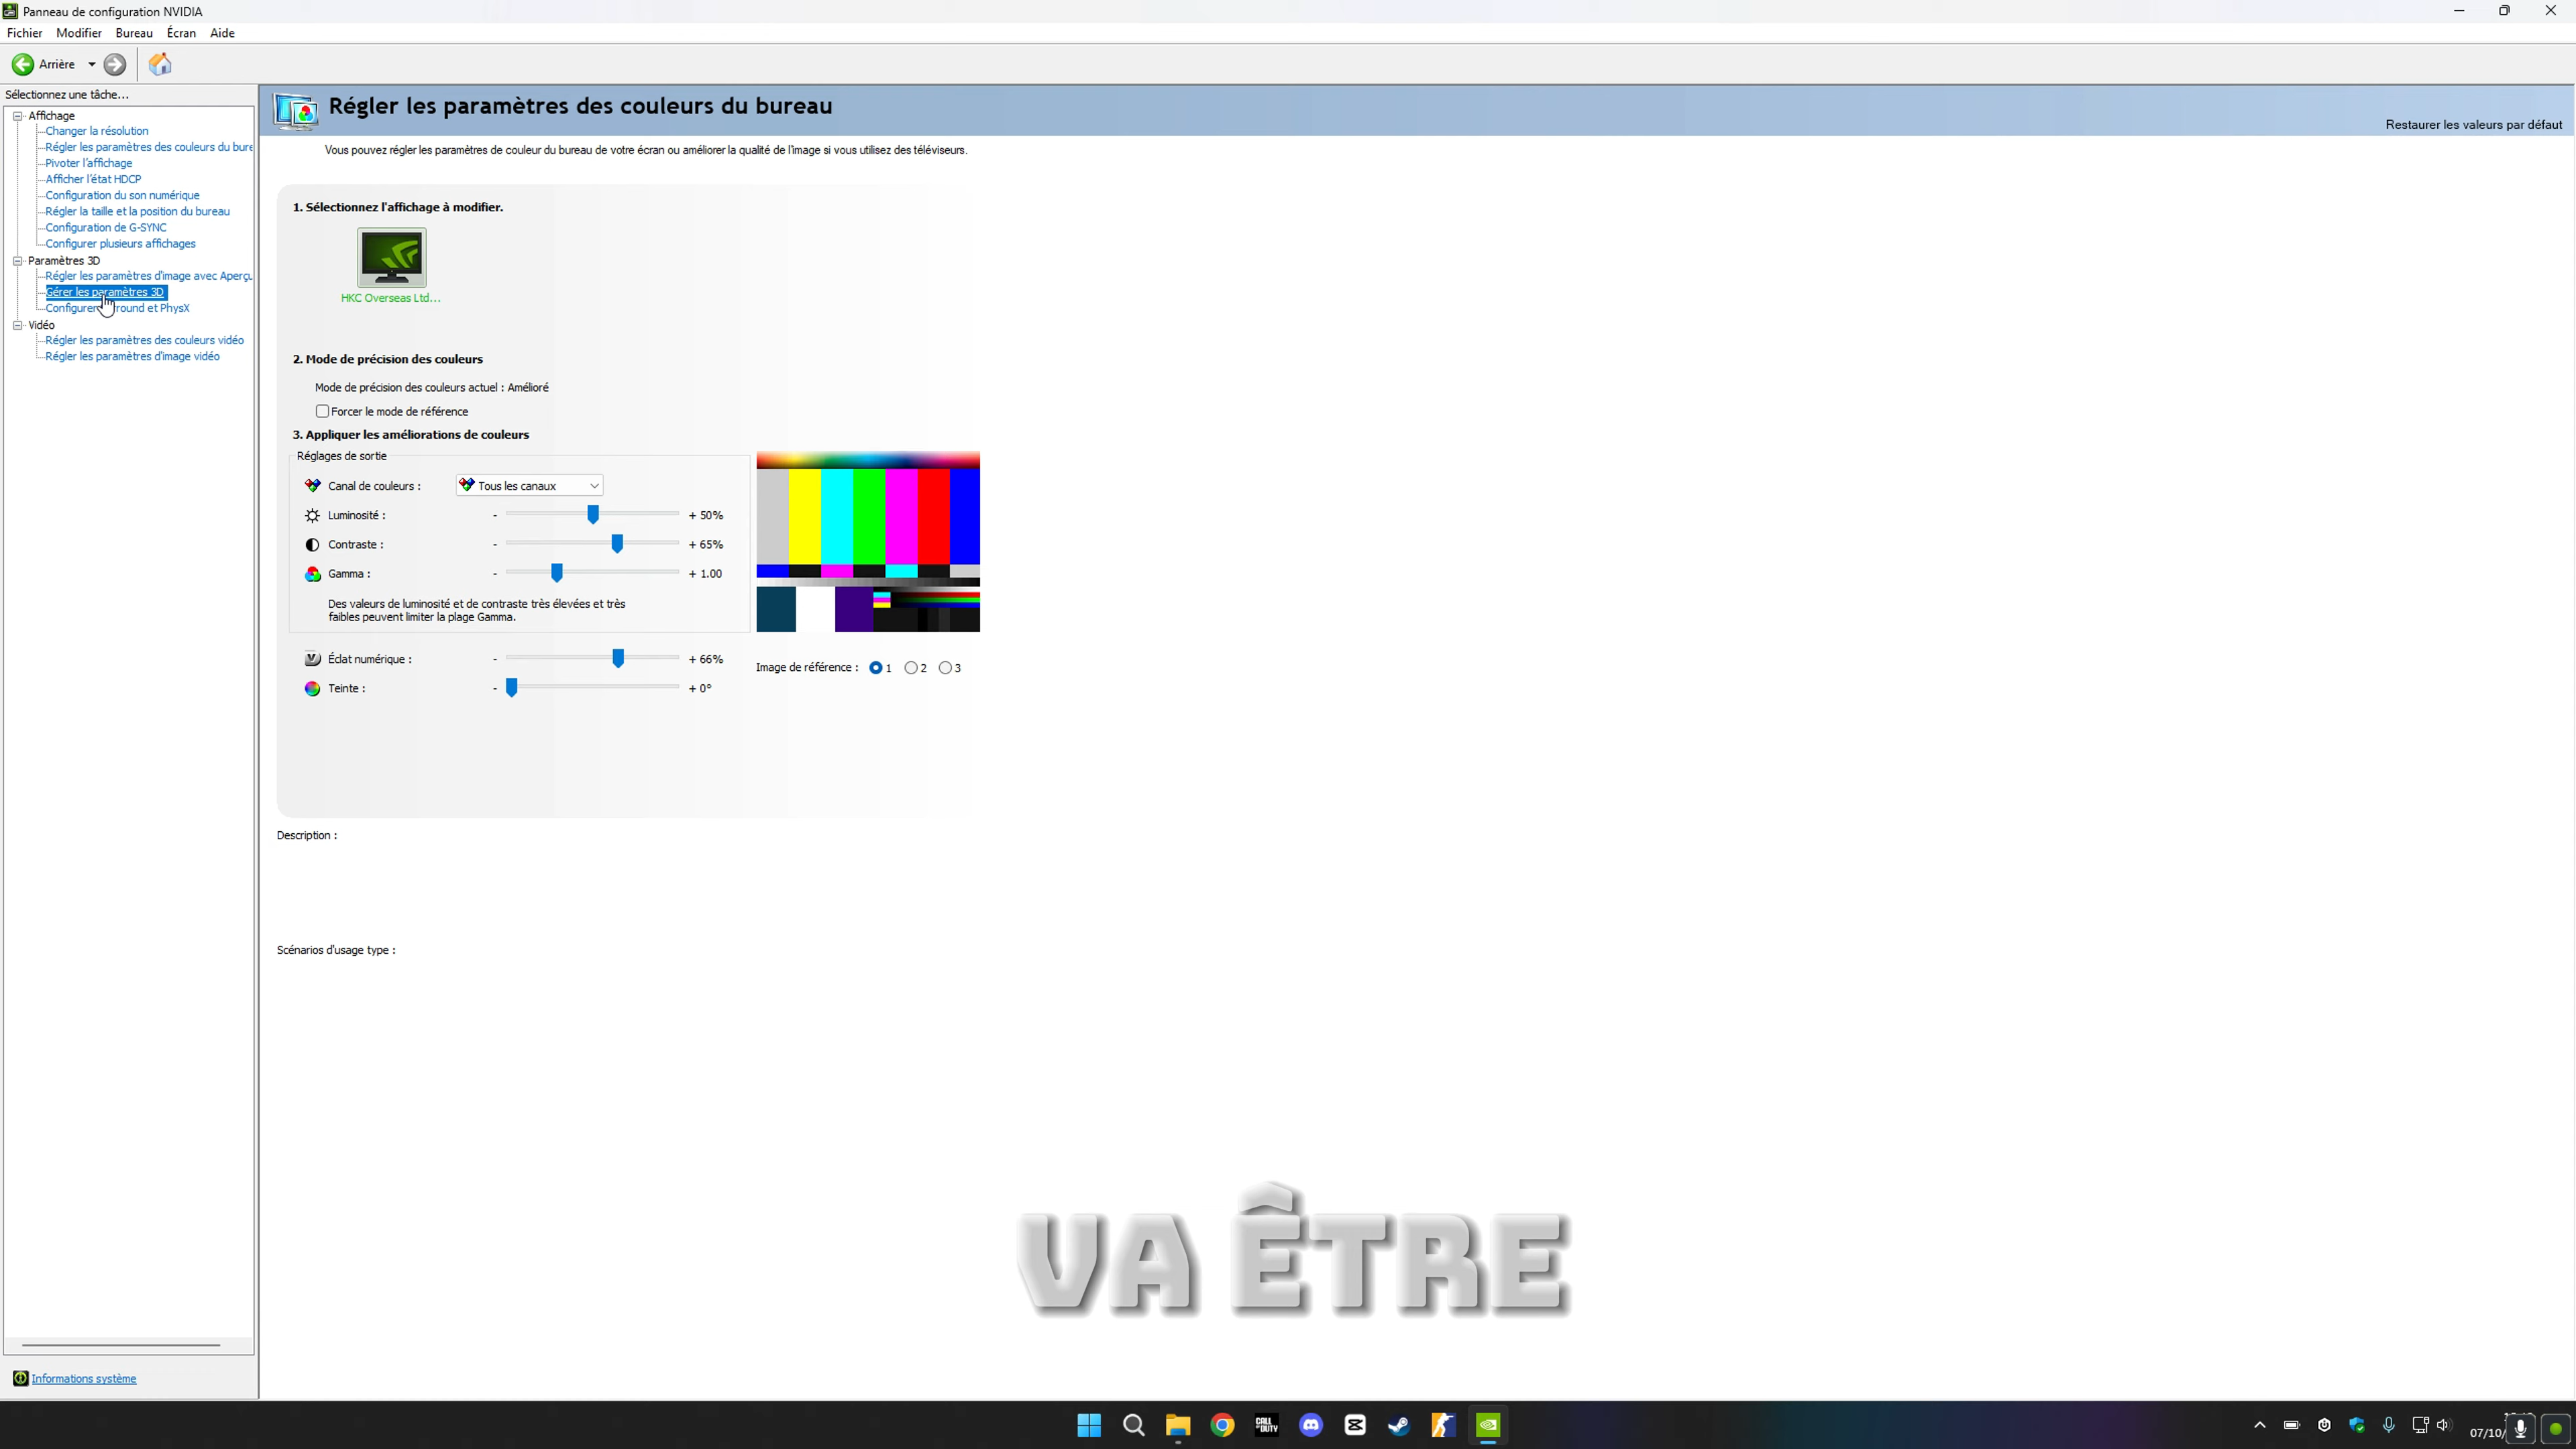 Panneau de configuration NVIDIA
Fichier Modifier Bureau Écran Aide
Arrière
Sélectionnez une tâche...
Affichage
Changer la résolution
Régler les paramètres des couleurs du bure
Pivoter l'affichage
Afficher l'état HDCP
Configuration du son numérique
Régler la taille et la position du bureau
Configuration de G-SYNC
Configurer plusieurs affichages
Paramètres 3D
Régler les paramètres d'image avec Aperçu
Gérer les paramètres 3D
Configurer round et PhysX
Vidéo
Régler les paramètres des couleurs vidéo
Régler les paramètres d'image vidéo
Informations système
Régler les paramètres des couleurs du bureau
Restaurer les valeurs par défaut
Vous pouvez régler les paramètres de couleur du bureau de votre écran ou améliorer la qualité de l'image si vous utilisez des téléviseurs.
1. Sélectionnez l'affichage à modifier.
HKC Overseas Ltd...
2. Mode de précision des couleurs
Mode de précision des couleurs actuel : Amélioré
Forcer le mode de référence
3. Appliquer les améliorations de couleurs
Réglages de sortie
Canal de couleurs : Tous les canaux
Luminosité : - + 50%
Contraste : - + 65%
Gamma : - + 1.00
Des valeurs de luminosité et de contraste très élevées et très
faibles peuvent limiter la plage Gamma.
Éclat numérique : - + 66%
Teinte : - + 0°
Image de référence : 1 2 3
Description :
Scénarios d'usage type :
VA ÊTRE
CALL OF DUTY
07/10/